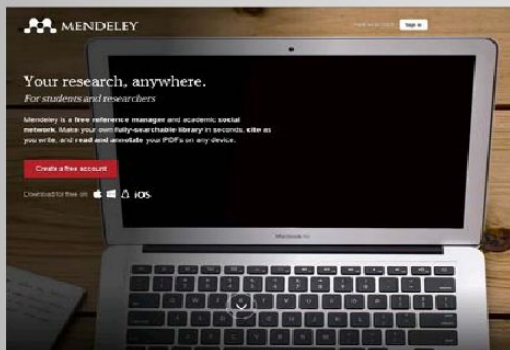 MENDELEY
Sign in
Your research, anywhere.
For students and researchers
Mendeley is a free reference manager and academic social
network. Make your own fully-searchable library in seconds, cite as
you write, and read and annotate your PDFs on any device.
Create a free account
Download for free on iOS
MacBook Air